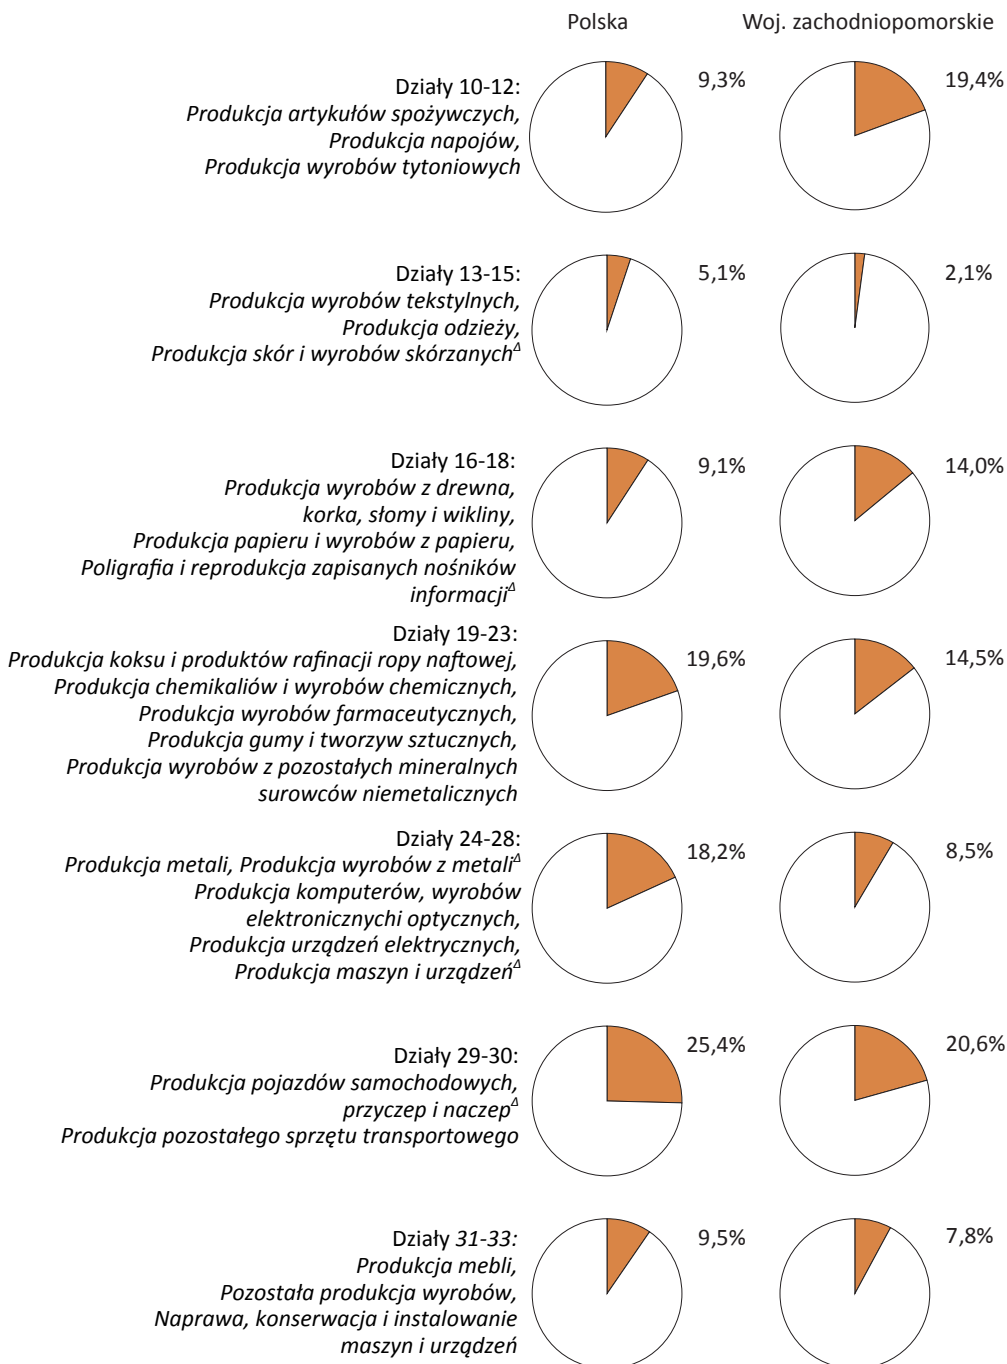 Polska Woj. zachodniopomorskie
Działy 10-12: 9,3% 19,4%
Produkcja artykułów spożywczych,
Produkcja napojów,
Produkcja wyrobów tytoniowych
Działy 13-15: 5,1% 2,1%
Produkcja wyrobów tekstylnych,
Produkcja odzieży,
Produkcja skór i wyrobów skórzanych^Δ
Działy 16-18: 9,1% 14,0%
Produkcja wyrobów z drewna,
korka, słomy i wikliny,
Produkcja papieru i wyrobów z papieru,
Poligrafia i reprodukcja zapisanych nośników
informacji^Δ
Działy 19-23:
Produkcja koksu i produktów rafinacji ropy naftowej, 19,6% 14,5%
Produkcja chemikaliów i wyrobów chemicznych,
Produkcja wyrobów farmaceutycznych,
Produkcja gumy i tworzyw sztucznych,
Produkcja wyrobów z pozostałych mineralnych
surowców niemetalicznych
Działy 24-28: 18,2% 8,5%
Produkcja metali, Produkcja wyrobów z metali^Δ
Produkcja komputerów, wyrobów
elektronicznychi optycznych,
Produkcja urządzeń elektrycznych,
Produkcja maszyn i urządzeń^Δ
Działy 29-30: 25,4% 20,6%
Produkcja pojazdów samochodowych,
przyczep i naczep^Δ
Produkcja pozostałego sprzętu transportowego
Działy 31-33: 9,5% 7,8%
Produkcja mebli,
Pozostała produkcja wyrobów,
Naprawa, konserwacja i instalowanie
maszyn i urządzeń